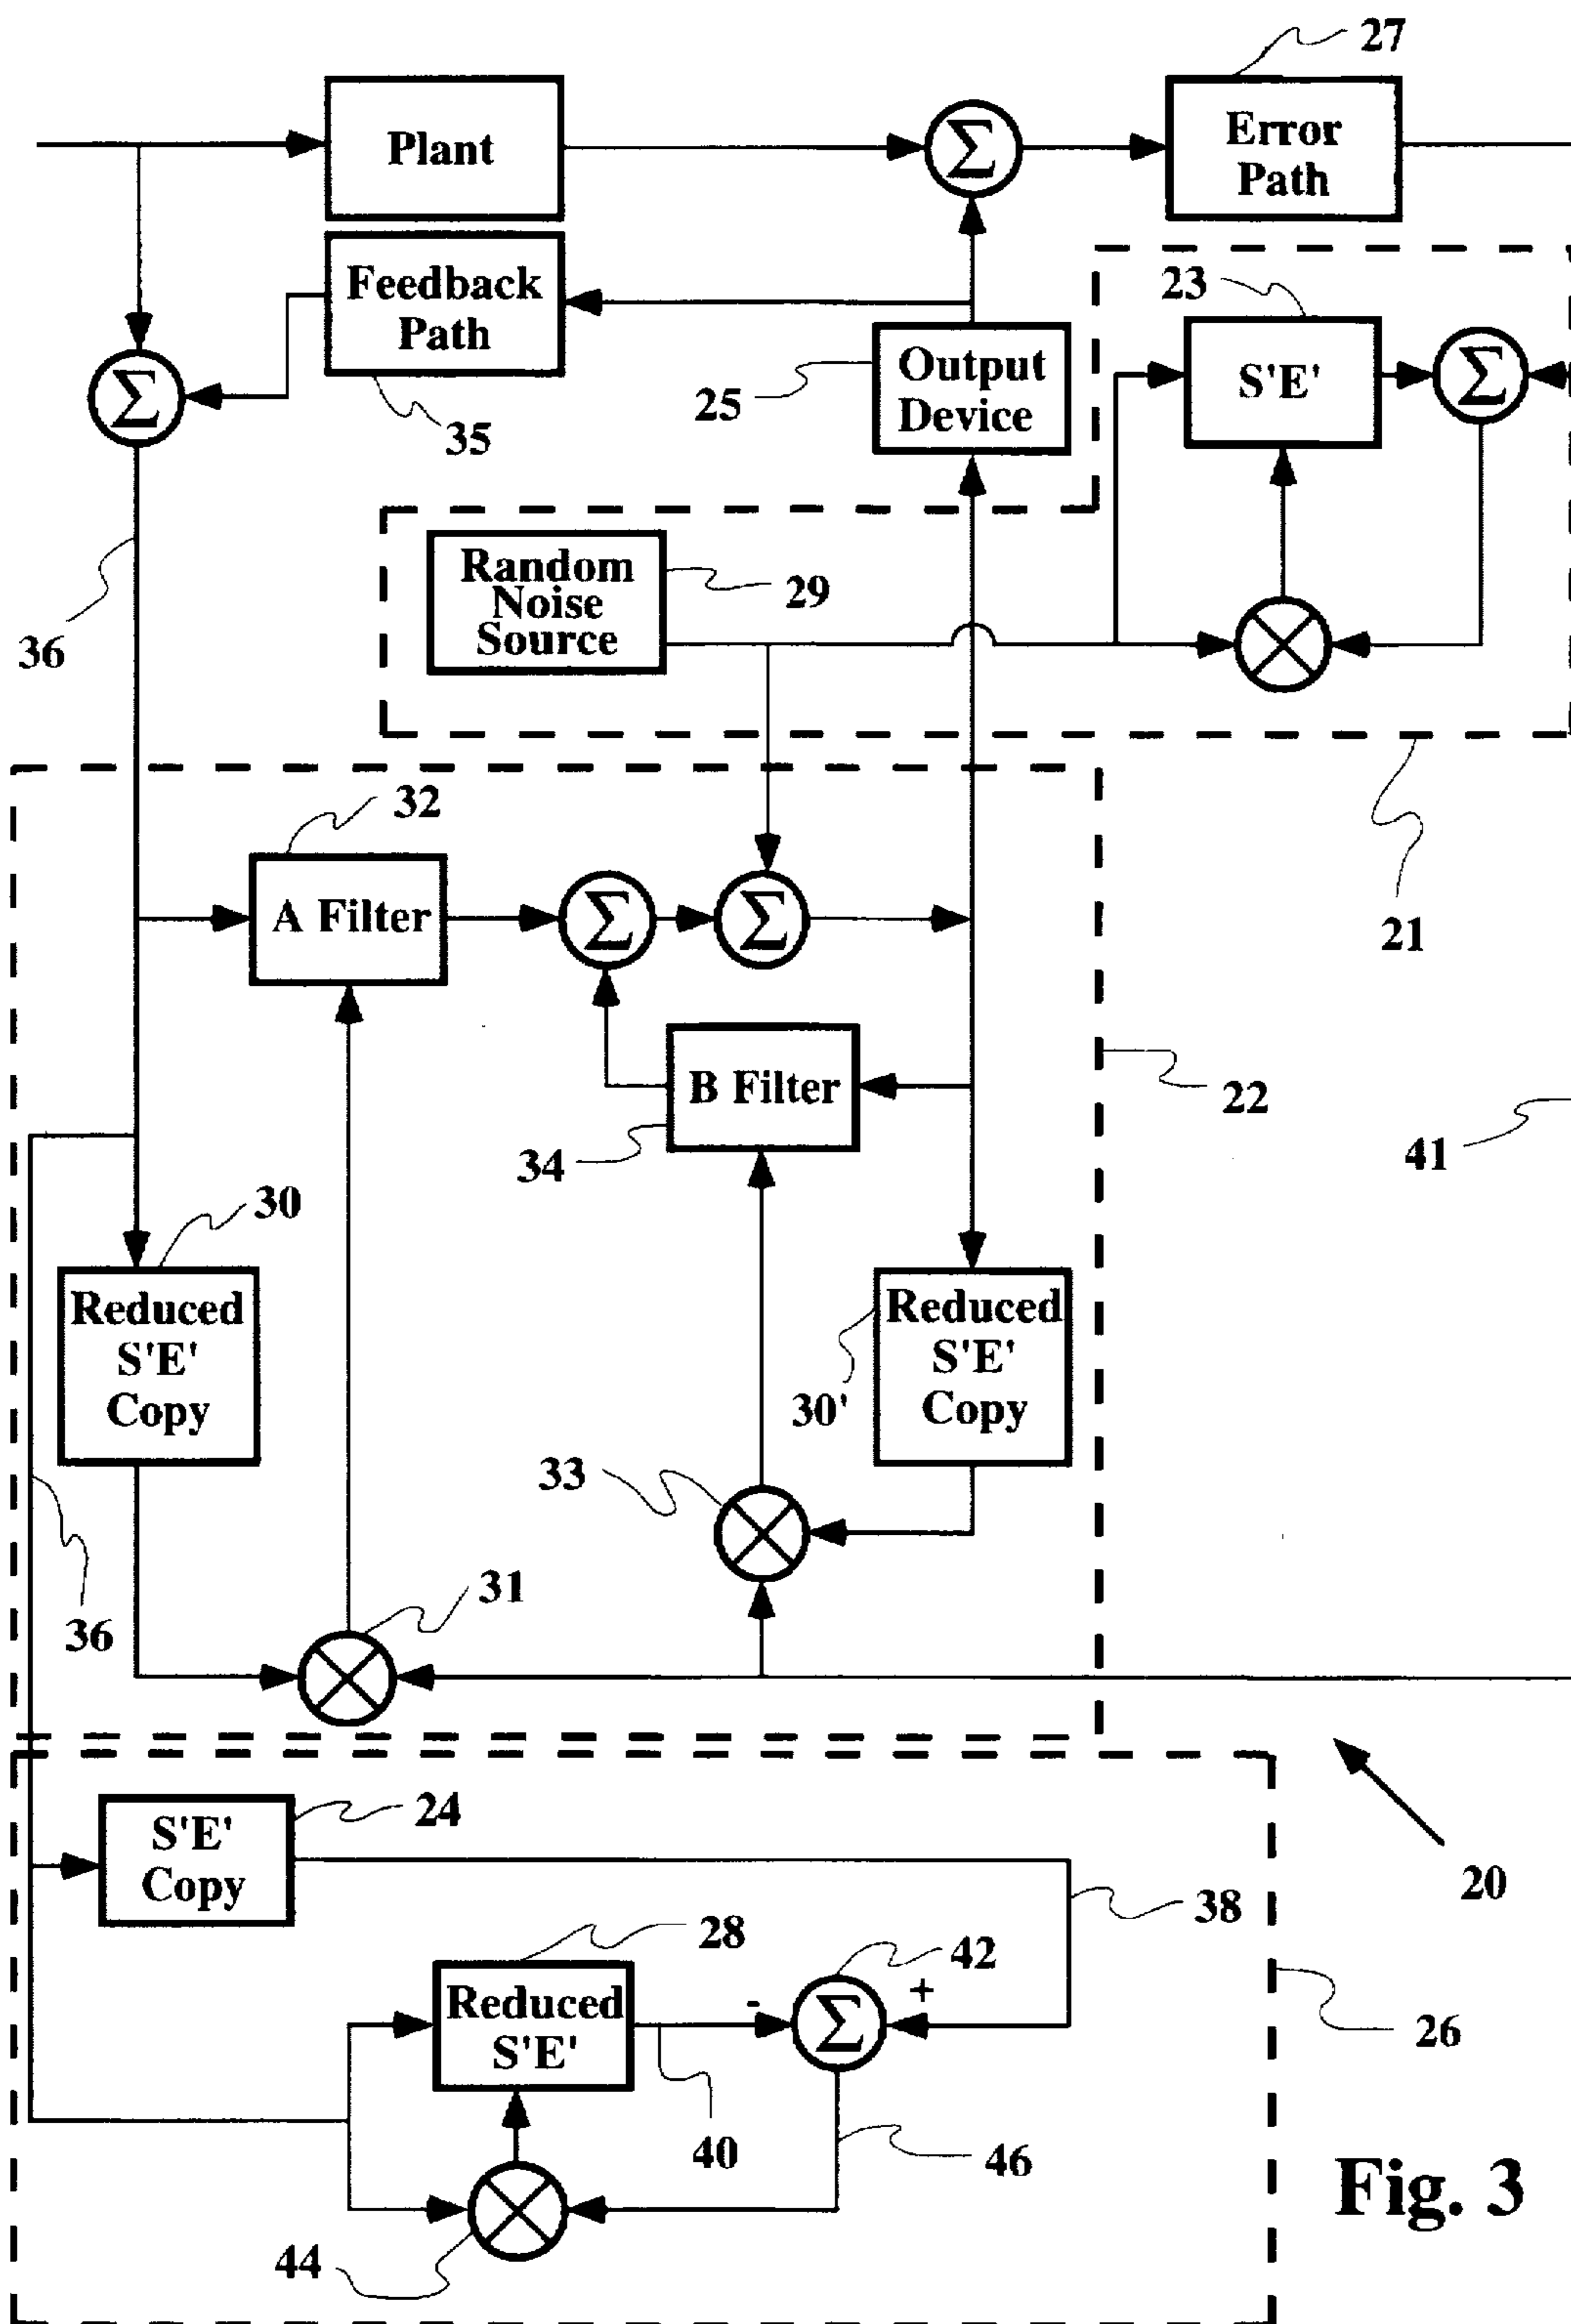 27
Plant
Σ
Error
Path
Feedback
Path
23
S'E'
Σ
Σ
Output
Device
25
35
Random
Noise
Source
29
36
32
A Filter
Σ
Σ
21
B Filter
22
34
41
30
Reduced
S'E'
Copy
Reduced
S'E'
Copy
30'
33
31
36
24
S'E'
Copy
20
38
28
42
Reduced
S'E'
-
Σ
+
26
40
46
44
Fig. 3